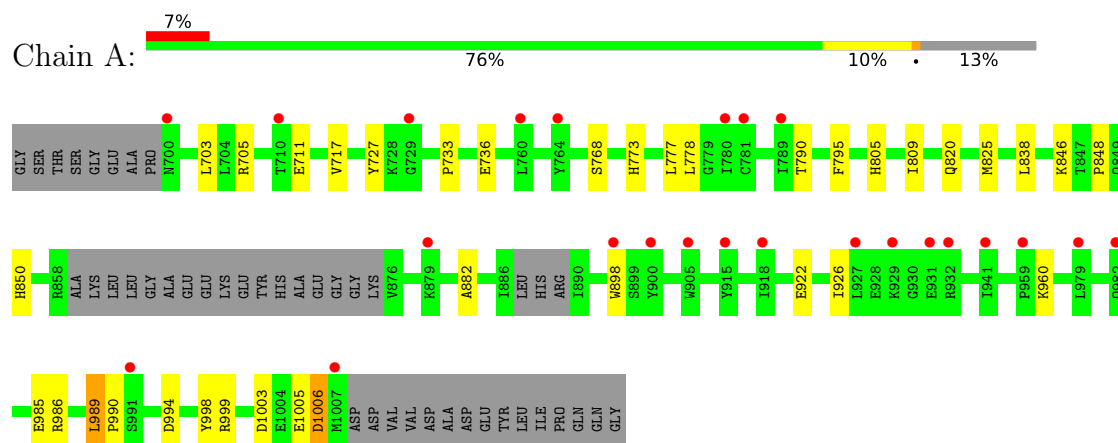 7%
Chain A:
76% 10% • 13%
GLY SER THR SER GLY GLU ALA PRO N700 L703 L704 R705 T710 E711 V717 Y727 K728 G729 P733 E736 L760 Y764 S768 H773 L777 L778 G779 I780 C781 I789 T790 F795 H805 I809 Q820 M825 L838 K846 T847 P848 Q849
H850 R858 ALA LYS LEU LEU GLY ALA GLU GLU LYS GLU TYR HIS ALA GLU GLY GLY LYS V876 K879 A882 I886 LEU HIS ARG I890 W898 S899 Y900 W905 Y915 I918 E922 I926 L927 E928 K929 G930 E931 R932 I941 P959 K960 L979 Q982
E985 R986 L989 P990 S991 D994 Y998 R999 D1003 E1004 E1005 D1006 M1007 ASP ASP VAL VAL ASP ALA ASP GLU TYR LEU ILE PRO GLN GLN GLY